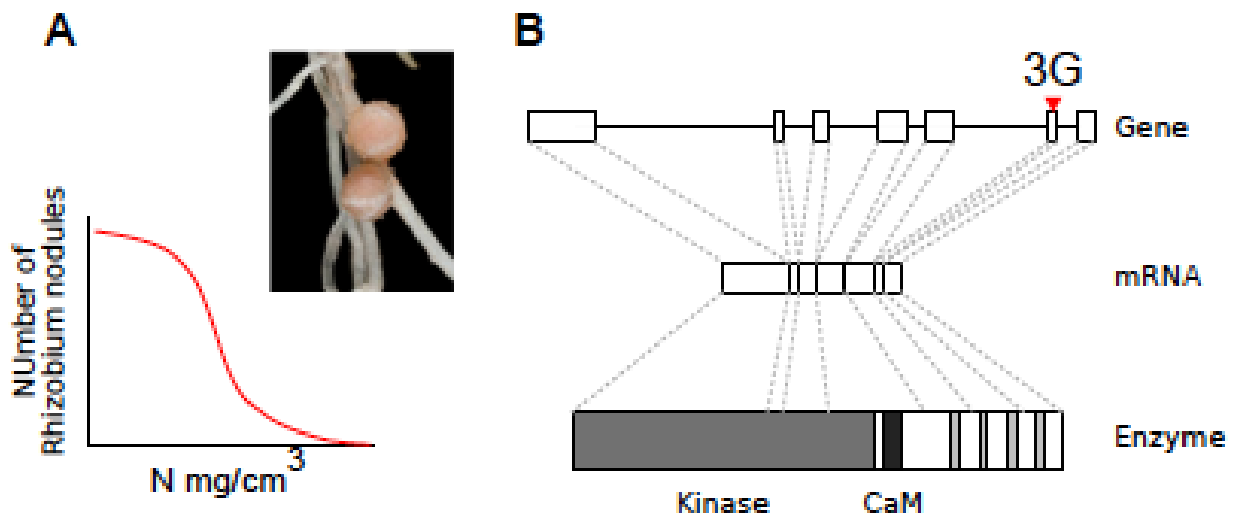 A
NUmber of
Rhizobium nodules
N mg/cm3
B
3G
Gene
mRNA
Enzyme
Kinase
CaM